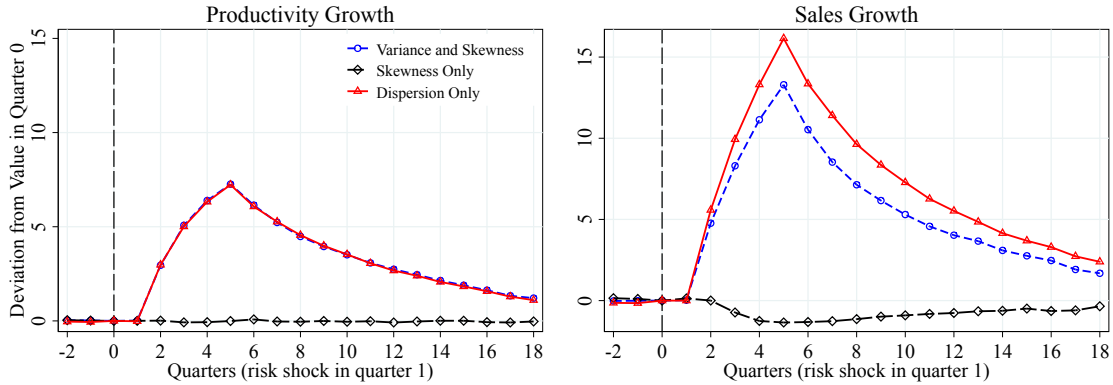 Productivity Growth
Deviation from Value in Quarter 0
15
10
5
0
Variance and Skewness
Skewness Only
Dispersion Only
-2 0 2 4 6 8 10 12 14 16 18
Quarters (risk shock in quarter 1)
Sales Growth
15
10
5
0
-2 0 2 4 6 8 10 12 14 16 18
Quarters (risk shock in quarter 1)